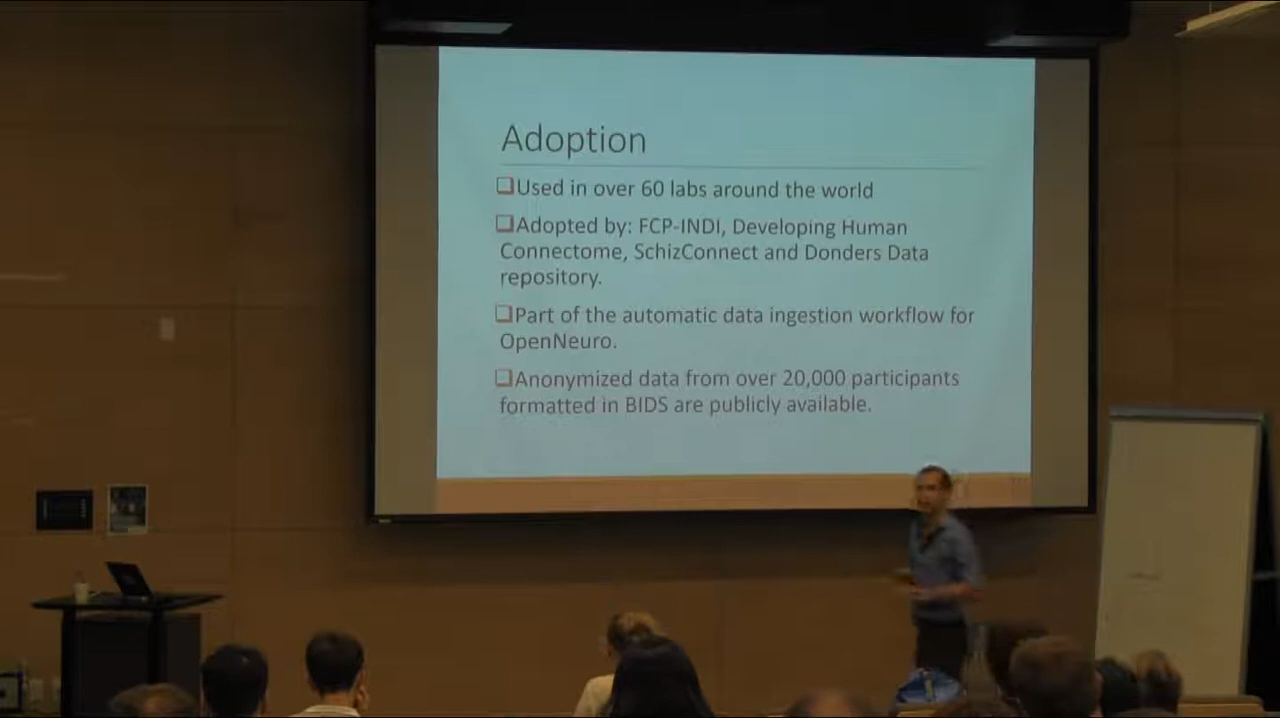 Adoption
Used in over 60 labs around the world
Adopted by: FCP-INDI, Developing Human
Connectome, SchizConnect and Donders Data
repository.
Part of the automatic data ingestion workflow for
OpenNeuro.
Anonymized data from over 20,000 participants
formatted in BIDS are publicly available.